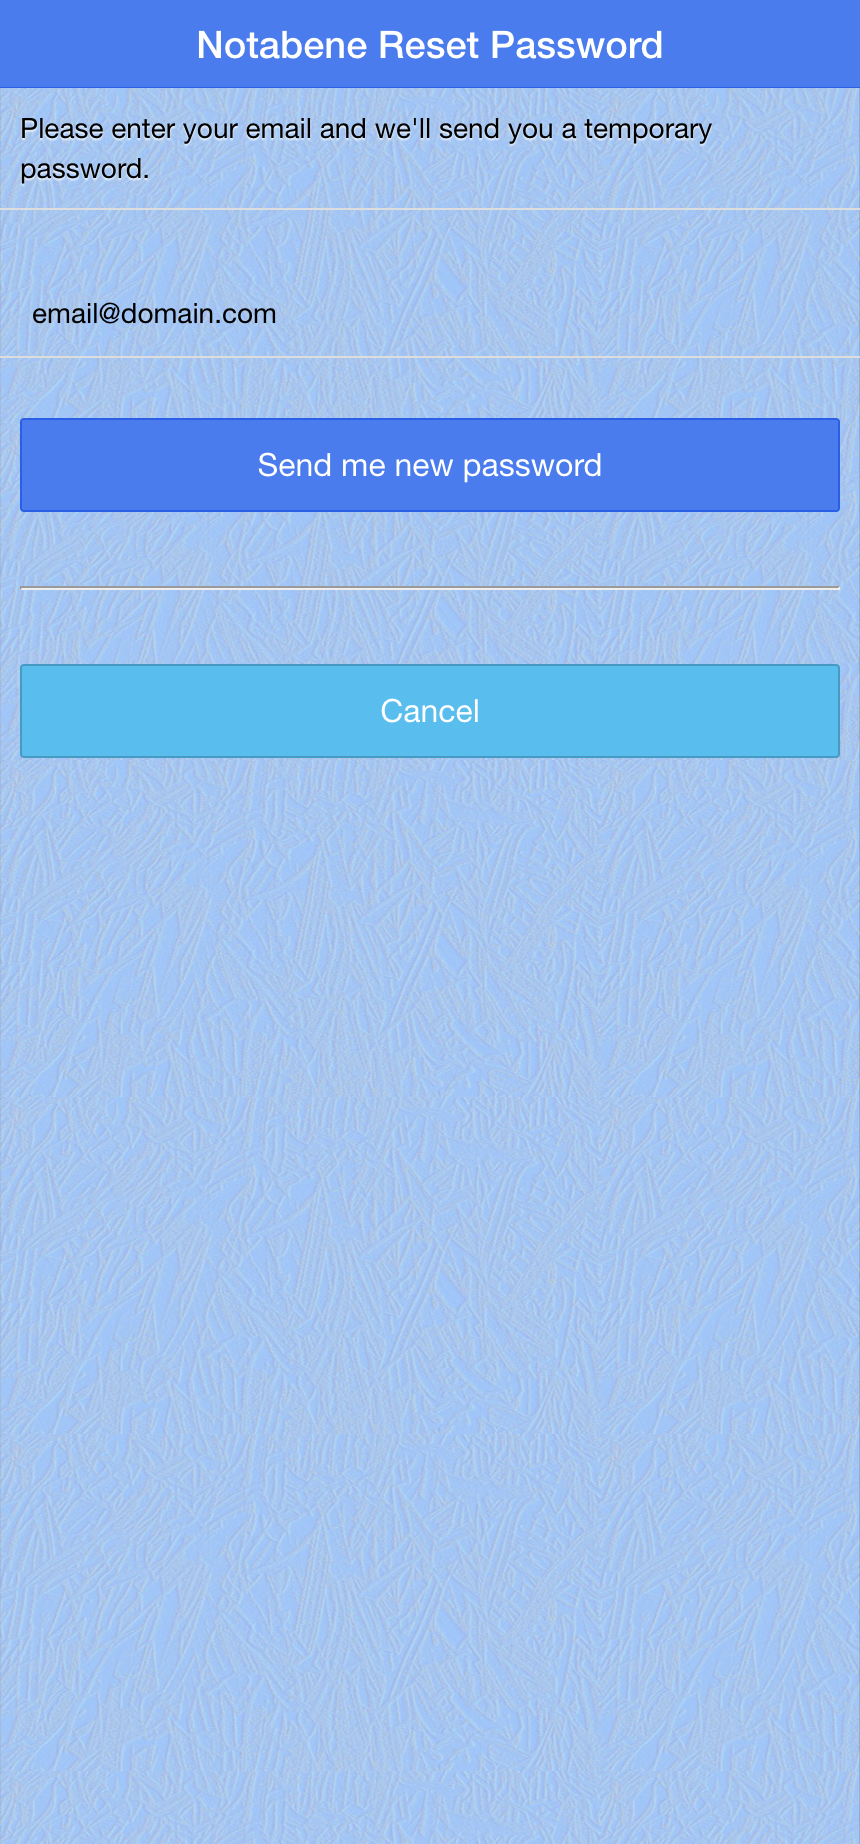 Notabene Reset Password
Please enter your email and we'll send you a temporary
password.
email@domain.com
Send me new password
Cancel